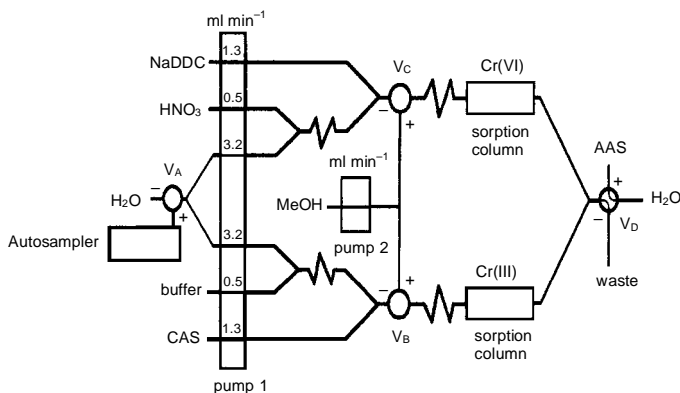 ml min⁻¹
NaDDC 1.3
HNO₃ 0.5
3.2
V_A
H₂O − +
Autosampler
3.2
buffer 0.5
CAS 1.3
pump 1
V_C
− +
ml min⁻¹
MeOH
pump 2
+
−
V_B
Cr(VI)
sorption
column
Cr(III)
sorption
column
AAS
+ H₂O
− V_D
waste